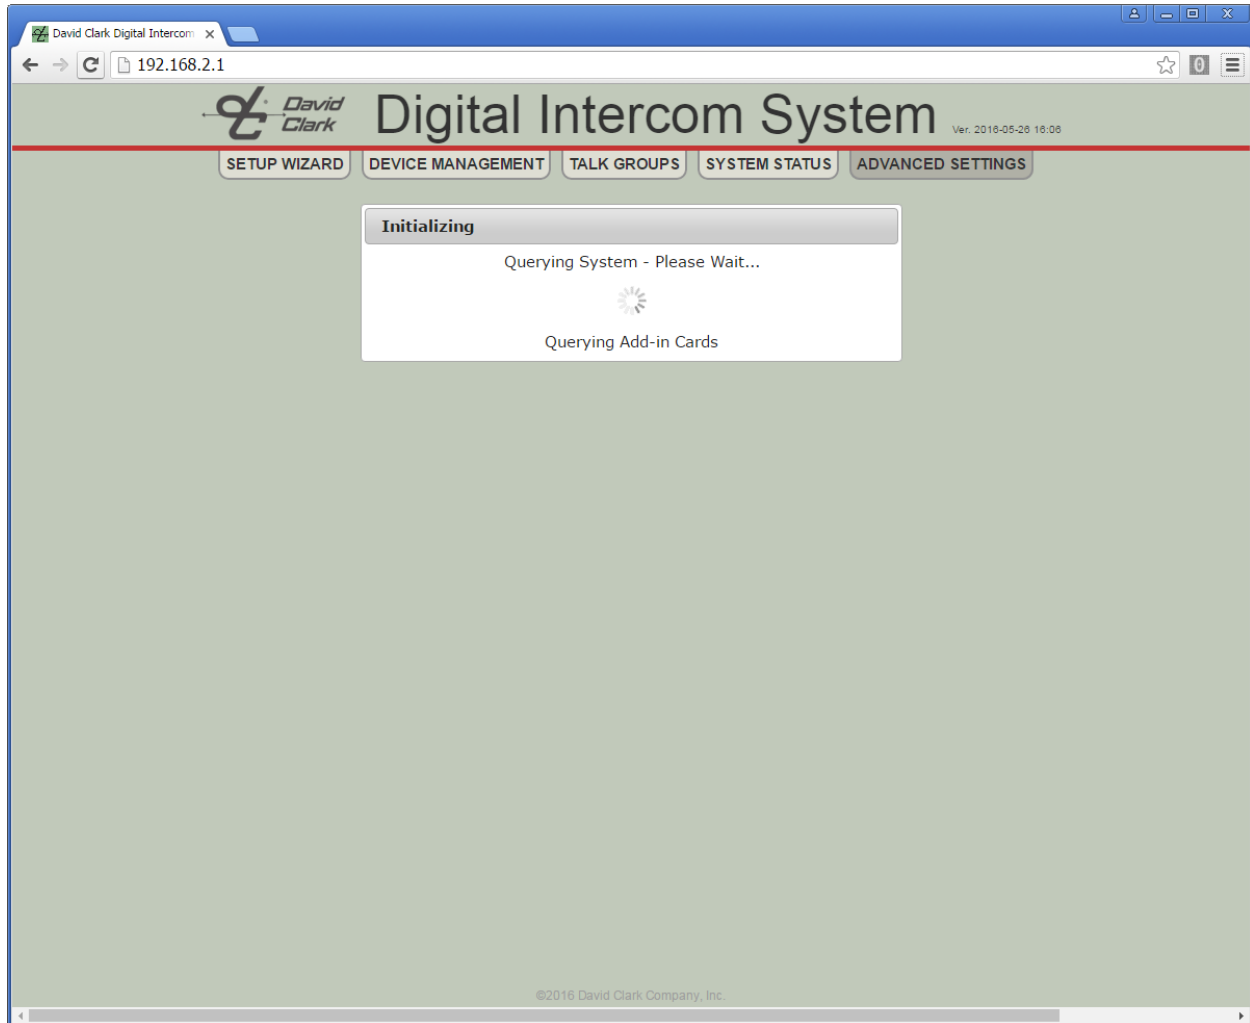 David Clark Digital Intercom
192.168.2.1
David
Clark
Digital Intercom System
Ver. 2016-05-26 16:06
SETUP WIZARD
DEVICE MANAGEMENT
TALK GROUPS
SYSTEM STATUS
ADVANCED SETTINGS
Initializing
Querying System - Please Wait...
Querying Add-in Cards
©2016 David Clark Company, Inc.